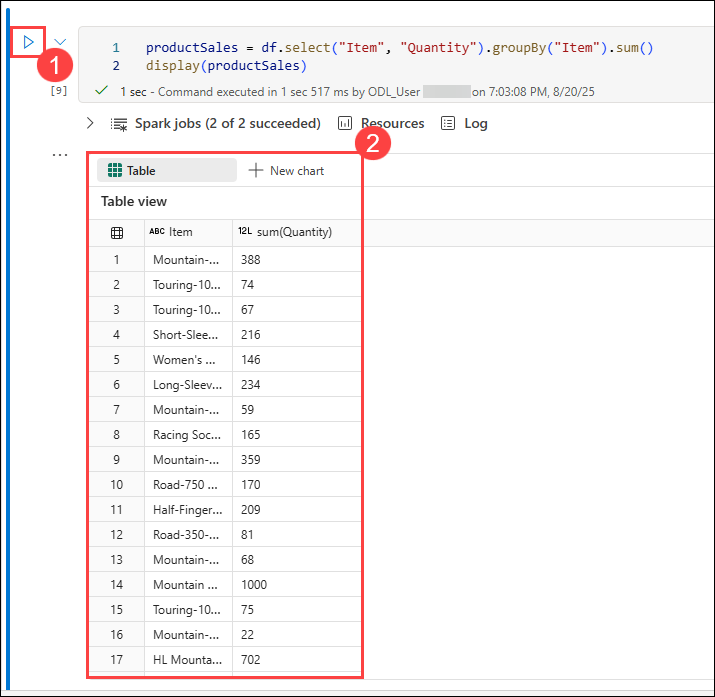 1
1 productSales = df.select("Item", "Quantity").groupBy("Item").sum()
2 display(productSales)
[9] 1 sec - Command executed in 1 sec 517 ms by ODL_User on 7:03:08 PM, 8/20/25
Spark jobs (2 of 2 succeeded) Resources Log
2
Table New chart
Table view
ABC Item 12L sum(Quantity)
1 Mountain-... 388
2 Touring-10... 74
3 Touring-10... 67
4 Short-Slee... 216
5 Women's ... 146
6 Long-Sleev... 234
7 Mountain-... 59
8 Racing Soc... 165
9 Mountain-... 359
10 Road-750 ... 170
11 Half-Finger... 209
12 Road-350-... 81
13 Mountain-... 68
14 Mountain ... 1000
15 Touring-10... 75
16 Mountain-... 22
17 HL Mounta... 702